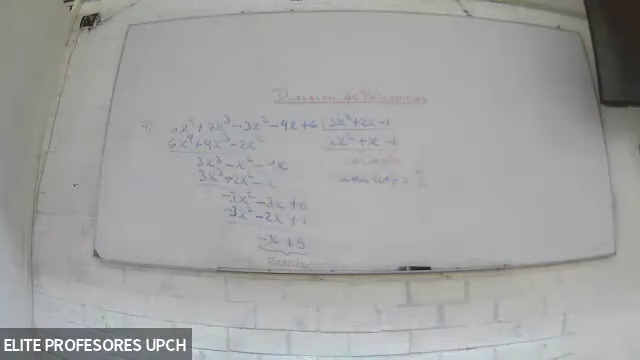 División de Polinomios
6x⁴+7x³-3x²-4x+6 | 3x²+2x-1
6x⁴+4x³-2x² 2x²+x-1
3x³-x²-4x
3x³+2x²-x
-3x²-3x+6
-3x²-2x+1
-x+5
Residuo
ELITE PROFESORES UPCH